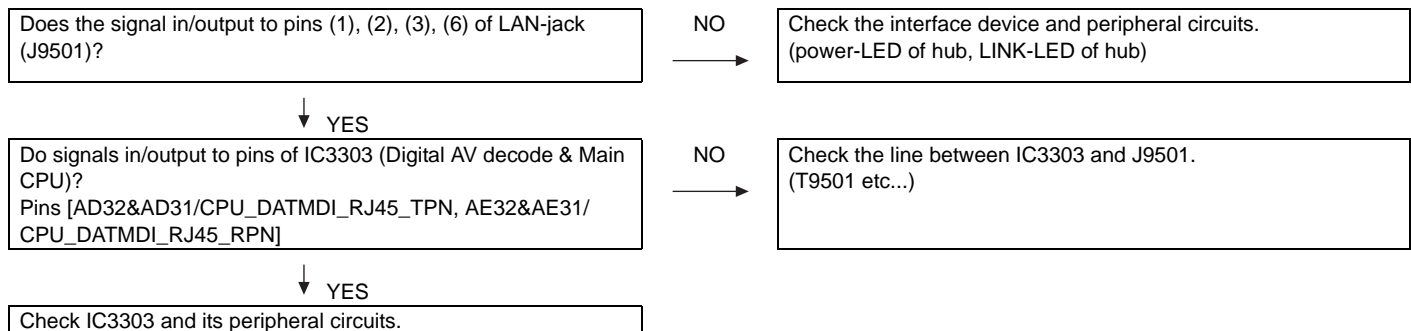 Does the signal in/output to pins (1), (2), (3), (6) of LAN-jack
(J9501)?
NO
Check the interface device and peripheral circuits.
(power-LED of hub, LINK-LED of hub)
YES
Do signals in/output to pins of IC3303 (Digital AV decode & Main
CPU)?
Pins [AD32&AD31/CPU_DATMDI_RJ45_TPN, AE32&AE31/
CPU_DATMDI_RJ45_RPN]
NO
Check the line between IC3303 and J9501.
(T9501 etc...)
YES
Check IC3303 and its peripheral circuits.